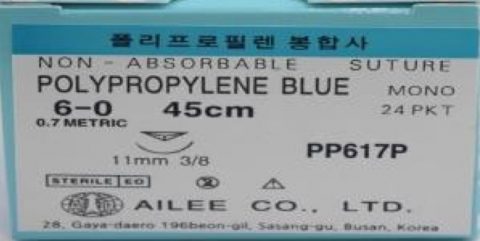 폴리프로필렌 봉합사
NON - ABSORBABLE SUTURE
POLYPROPYLENE BLUE MONO
6-0 45cm 24 PKT
0.7 METRIC
11mm 3/8 PP617P
STERILE EO
AILEE CO., LTD.
28, Gaya-daero 196beon-gil, Sasang-gu, Busan, Korea